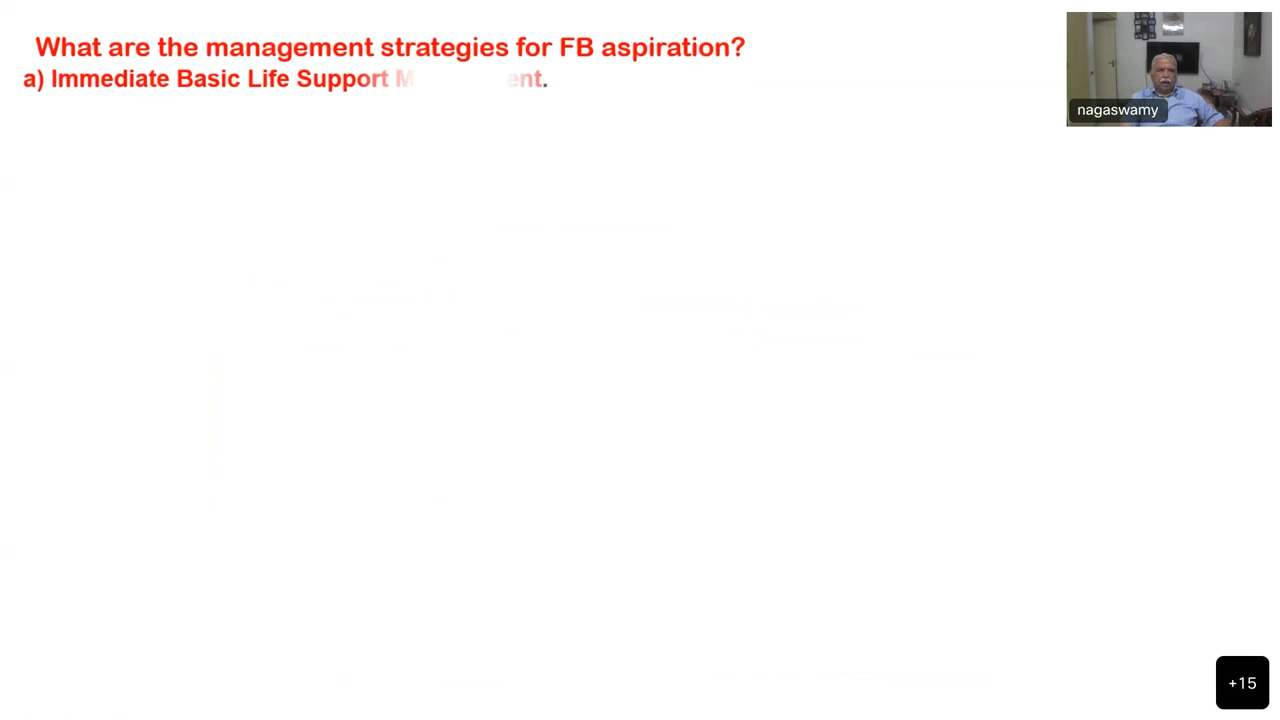 What are the management strategies for FB aspiration?
a) Immediate Basic Life Support
nagaswamy
+15